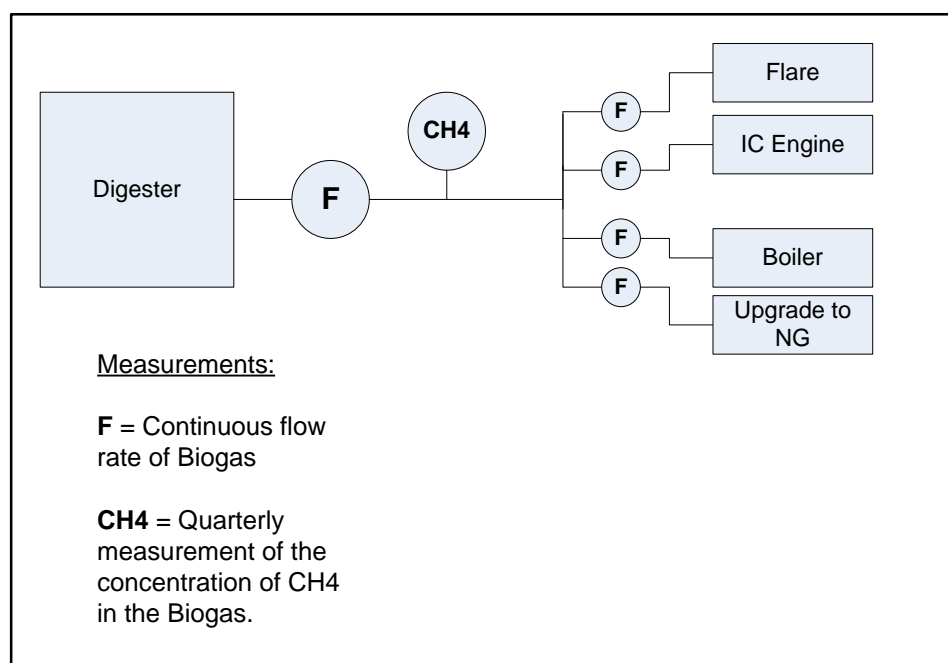 Flare
F
CH4
IC Engine
F
Digester
F
F
Boiler
F
Upgrade to
NG
Measurements:
F = Continuous flow
rate of Biogas
CH4 = Quarterly
measurement of the
concentration of CH4
in the Biogas.